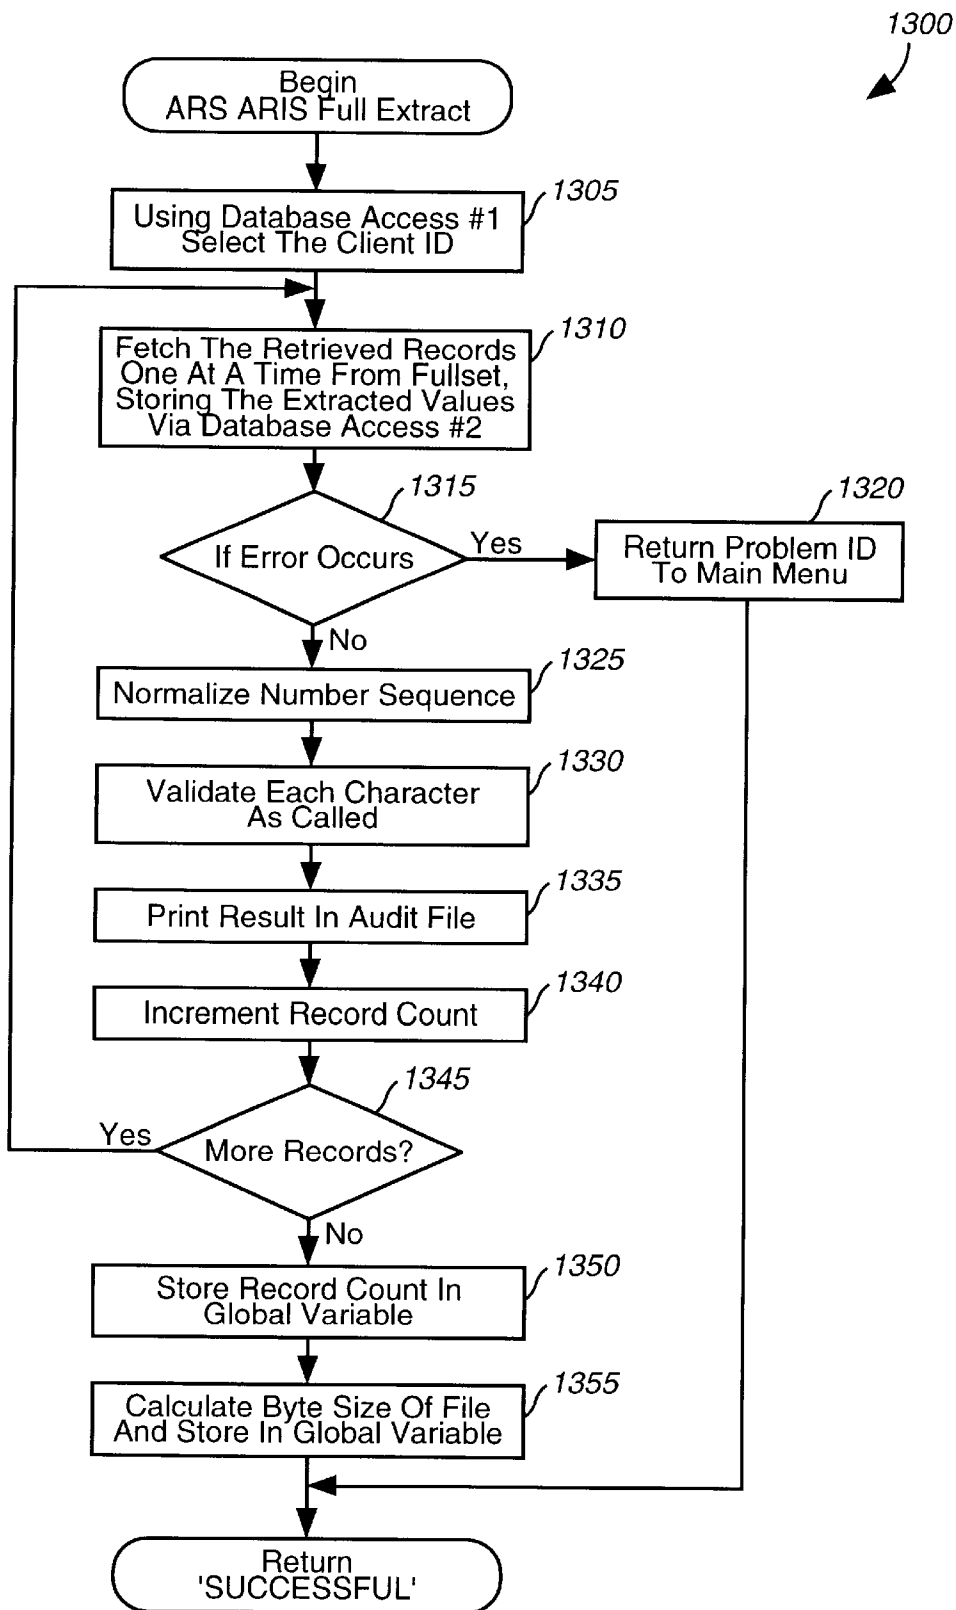 1300
Begin
ARS ARIS Full Extract
1305
Using Database Access #1
Select The Client ID
1310
Fetch The Retrieved Records
One At A Time From Fullset,
Storing The Extracted Values
Via Database Access #2
1315
If Error Occurs
Yes
1320
Return Problem ID
To Main Menu
No
1325
Normalize Number Sequence
1330
Validate Each Character
As Called
1335
Print Result In Audit File
1340
Increment Record Count
1345
More Records?
Yes
No
1350
Store Record Count In
Global Variable
1355
Calculate Byte Size Of File
And Store In Global Variable
Return
'SUCCESSFUL'